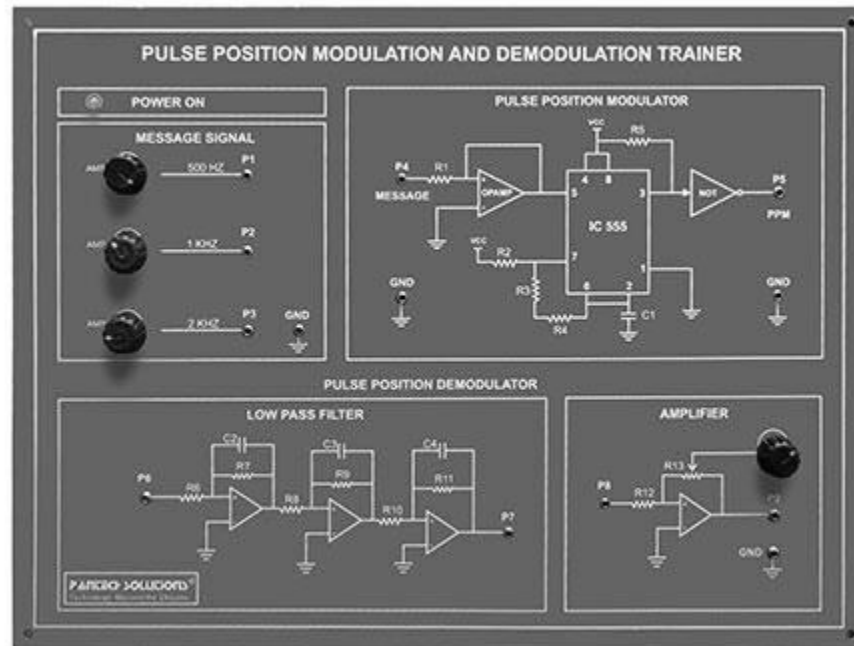 PULSE POSITION MODULATION AND DEMODULATION TRAINER
POWER ON
MESSAGE SIGNAL
AMP
500 HZ
P1
AMP
1 KHZ
P2
AMP
2 KHZ
P3
GND
PULSE POSITION MODULATOR
P4
MESSAGE
R1
OPAMP
VCC
R5
4
8
5
3
IC 555
7
6
2
1
NOT
P5
PPM
VCC
R2
R3
R4
C1
GND
GND
PULSE POSITION DEMODULATOR
LOW PASS FILTER
P6
R6
C2
R7
R8
C3
R9
R10
C4
R11
P7
AMPLIFIER
P8
R12
R13
GND
PANTECH SOLUTIONS®